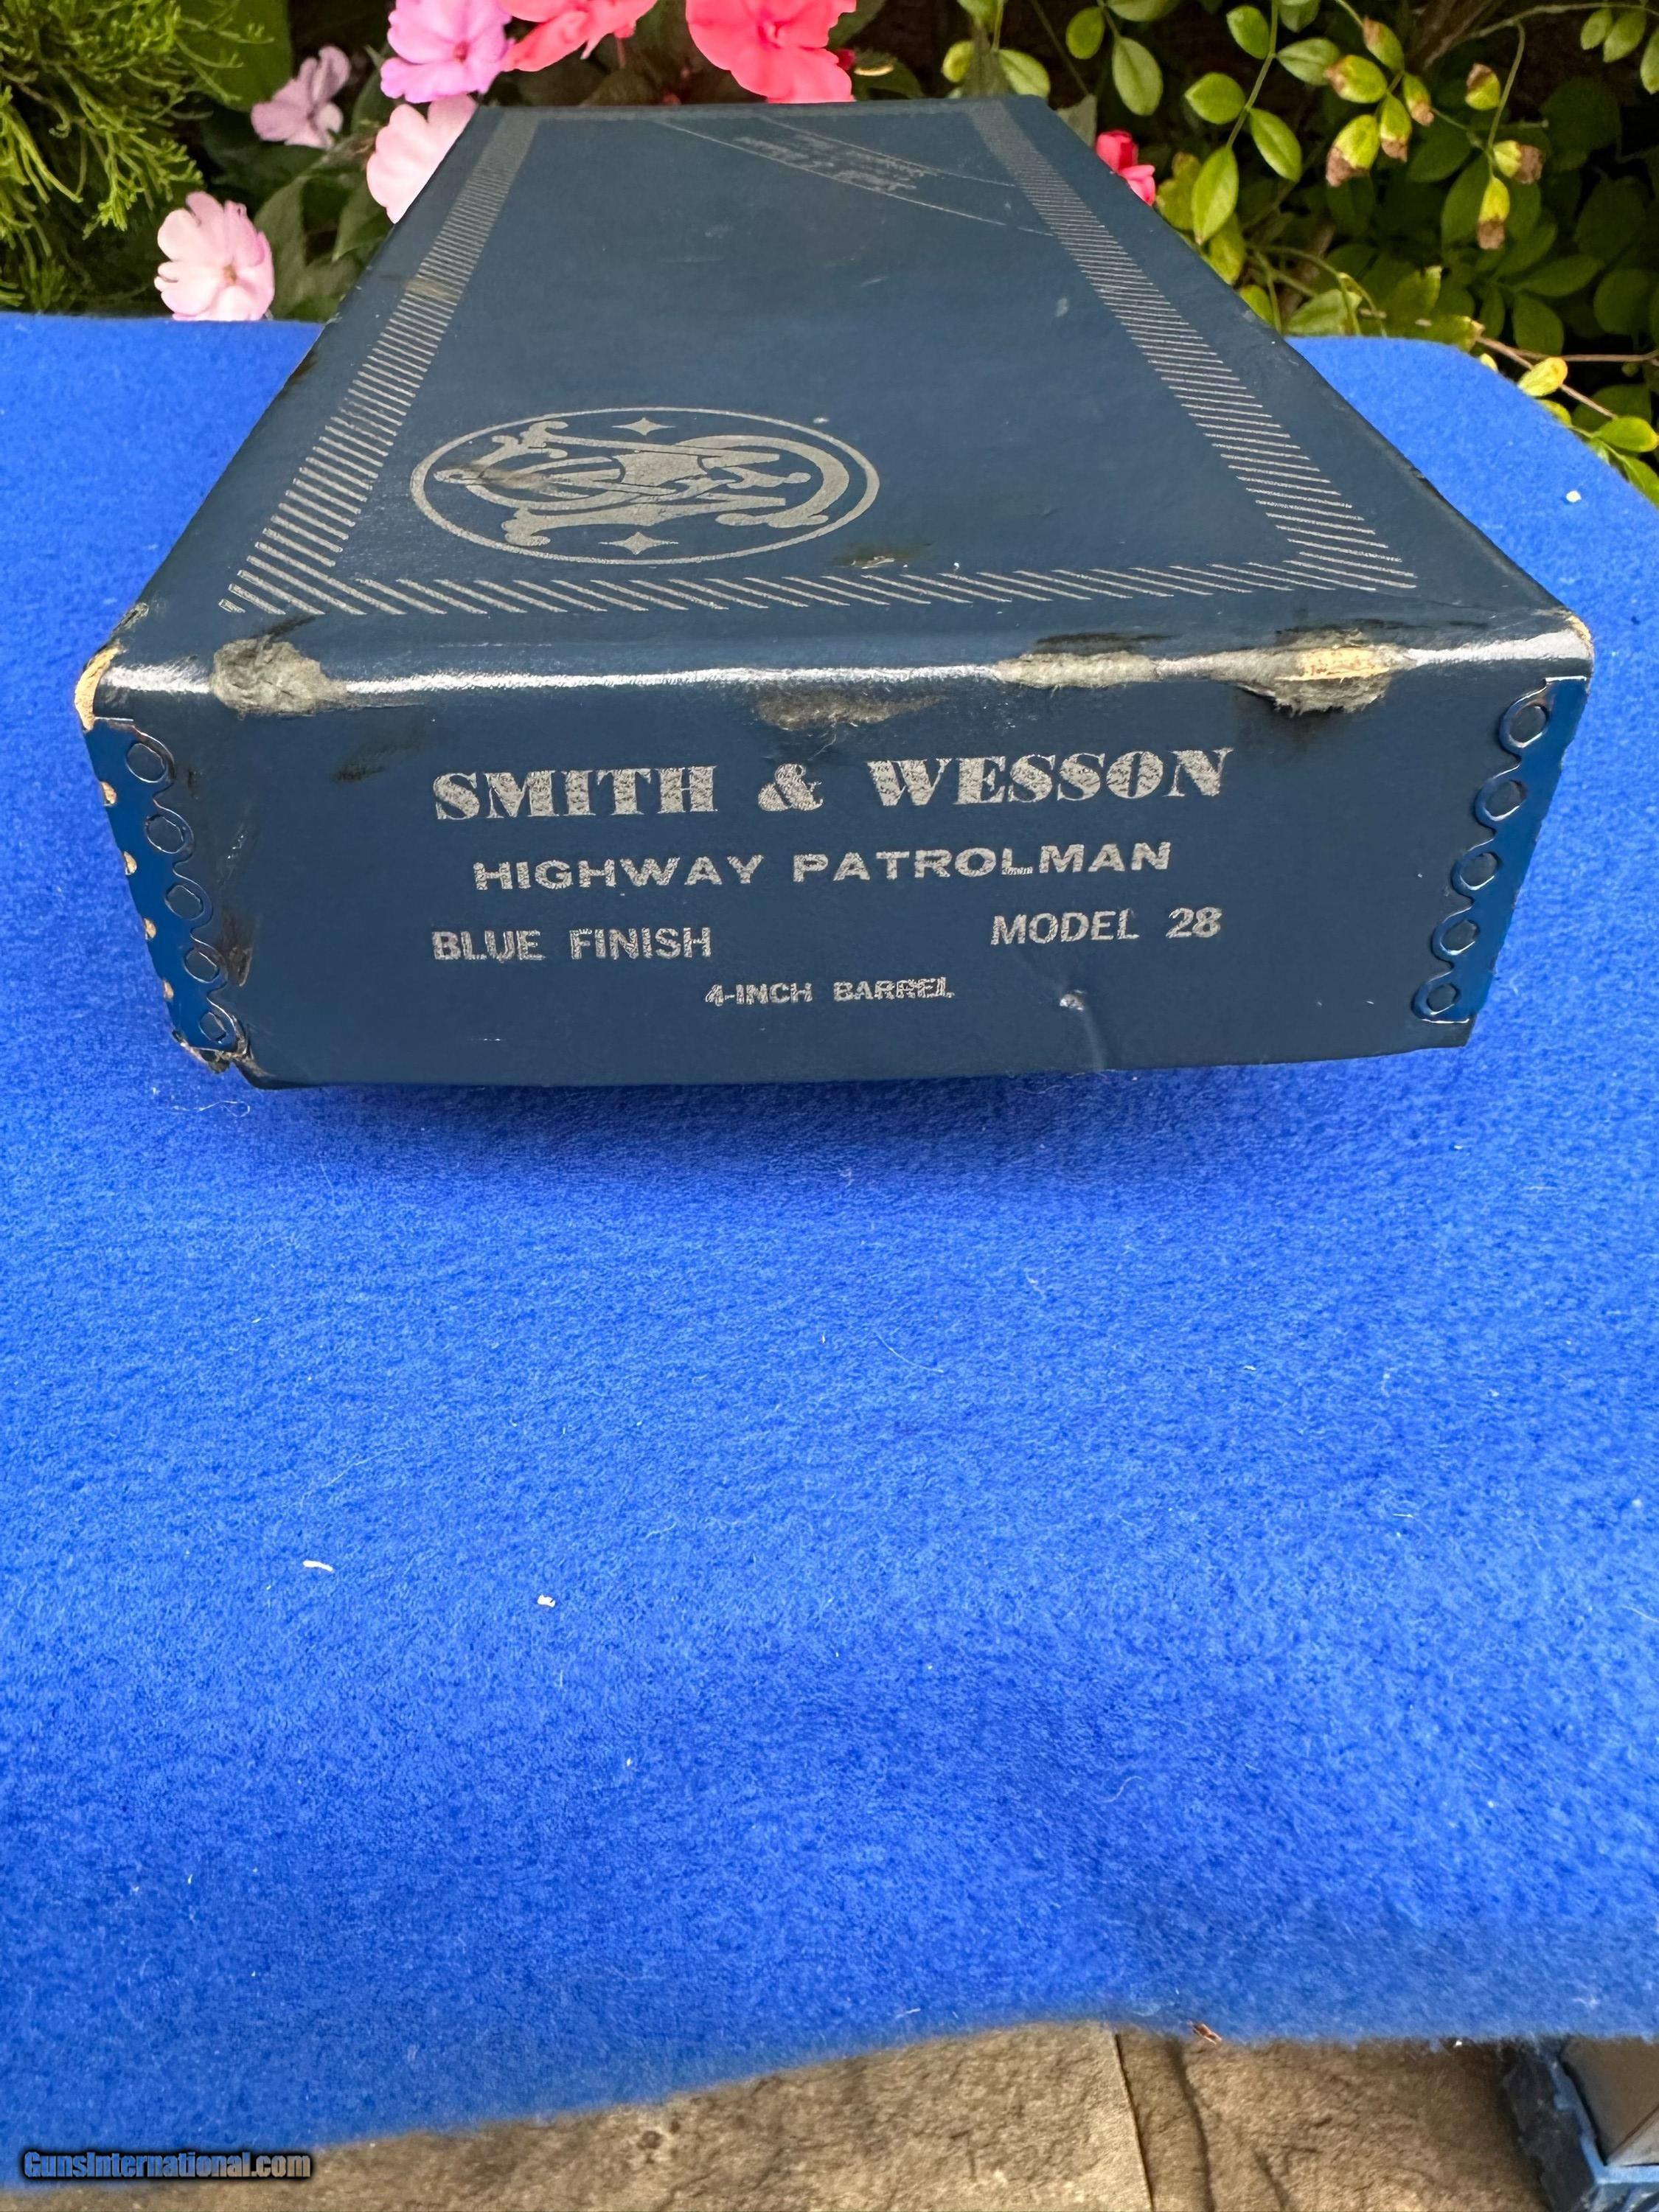 SMITH & WESSON
HIGHWAY PATROLMAN
BLUE FINISH MODEL 28
4-INCH BARREL
GunsInternational.com